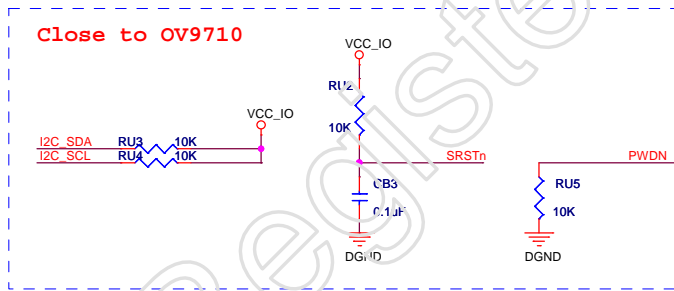 Close to OV9710
VCC_IO
RU2
10K
VCC_IO
I2C_SDA RU3 10K
I2C_SCL RU4 10K
SRSTn
PWDN
CB3
0.1uF
RU5
10K
DGND
DGND